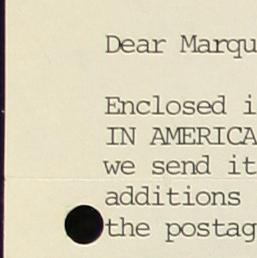 Dear Marqu
Enclosed i
IN AMERICA
we send it
additions
the postag